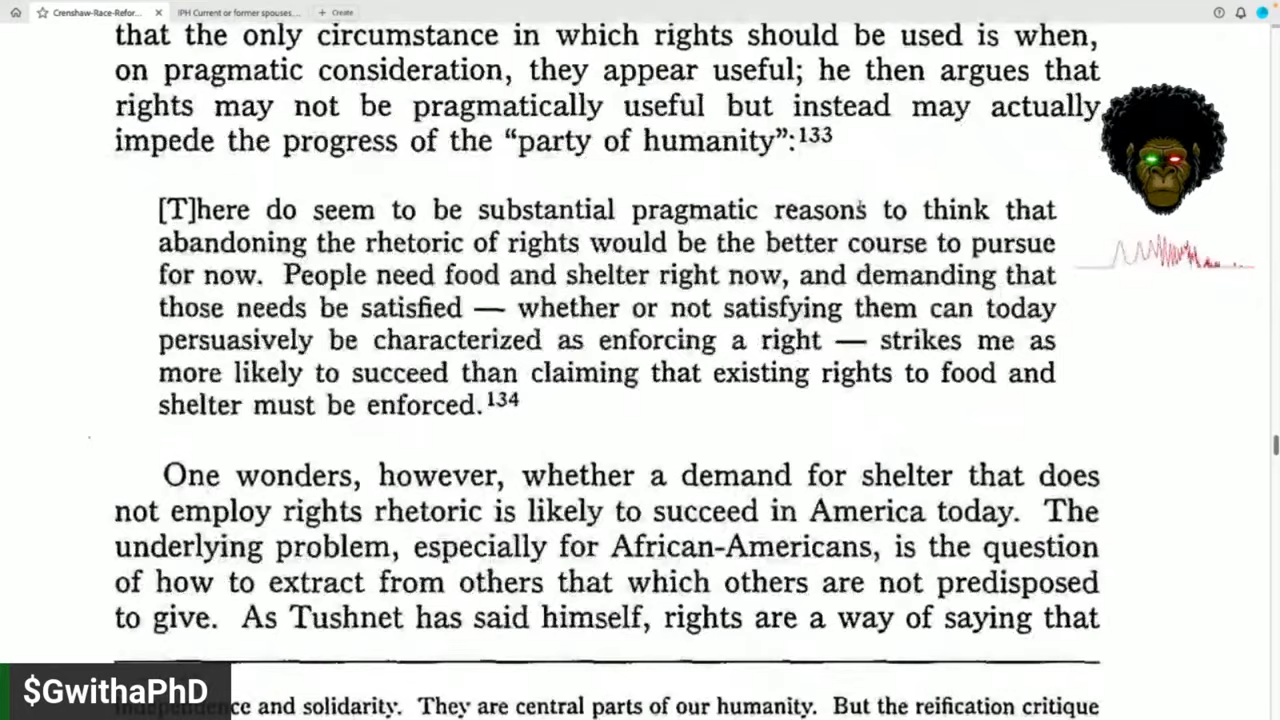 Crenshaw-Race-Refor...
IPH Current or former spouses...
+ Create
that the only circumstance in which rights should be used is when,
on pragmatic consideration, they appear useful; he then argues that
rights may not be pragmatically useful but instead may actually
impede the progress of the “party of humanity”:133
[T]here do seem to be substantial pragmatic reasons to think that
abandoning the rhetoric of rights would be the better course to pursue
for now. People need food and shelter right now, and demanding that
those needs be satisfied — whether or not satisfying them can today
persuasively be characterized as enforcing a right — strikes me as
more likely to succeed than claiming that existing rights to food and
shelter must be enforced.134
One wonders, however, whether a demand for shelter that does
not employ rights rhetoric is likely to succeed in America today. The
underlying problem, especially for African-Americans, is the question
of how to extract from others that which others are not predisposed
to give. As Tushnet has said himself, rights are a way of saying that
$GwithaPhD
and solidarity. They are central parts of our humanity. But the reification critique